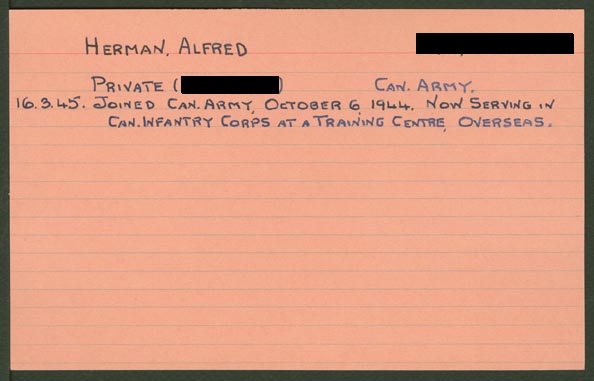 HERMAN, ALFRED
PRIVATE ( ) CAN. ARMY.
16.3.45. JOINED CAN. ARMY, OCTOBER 6, 1944. NOW SERVING IN
CAN. INFANTRY CORPS AT A TRAINING CENTRE, OVERSEAS.